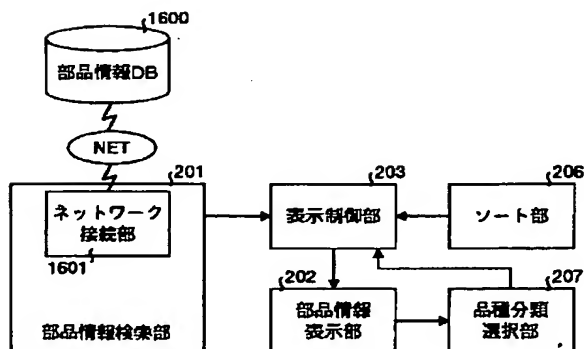 1600
部品情報DB
NET
201
ネットワーク
接続部
1601
部品情報検索部
203
表示制御部
206
ソート部
202
部品情報
表示部
207
品種分類
選択部